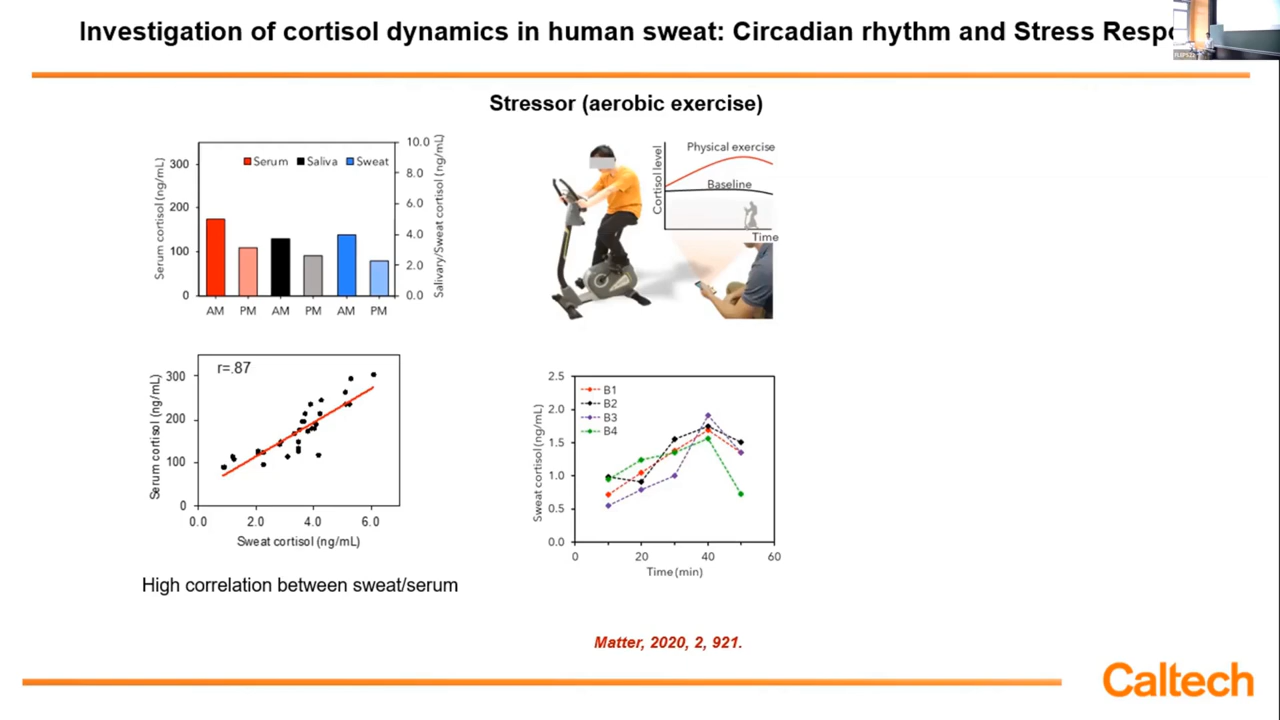 Investigation of cortisol dynamics in human sweat: Circadian rhythm and Stress Respo
Stressor (aerobic exercise)
Serum cortisol (ng/mL)
300
200
100
0
Serum Saliva Sweat
10.0
8.0
6.0
4.0
2.0
0.0
Salivary/Sweat cortisol (ng/mL)
AM PM AM PM AM PM
Cortisol level
Physical exercise
Baseline
Time
r=.87
Serum cortisol (ng/mL)
300
200
100
0
0.0 2.0 4.0 6.0
Sweat cortisol (ng/mL)
High correlation between sweat/serum
Sweat cortisol (ng/mL)
2.5
2.0
1.5
1.0
0.5
0.0
B1
B2
B3
B4
0 20 40 60
Time (min)
Matter, 2020, 2, 921.
Caltech